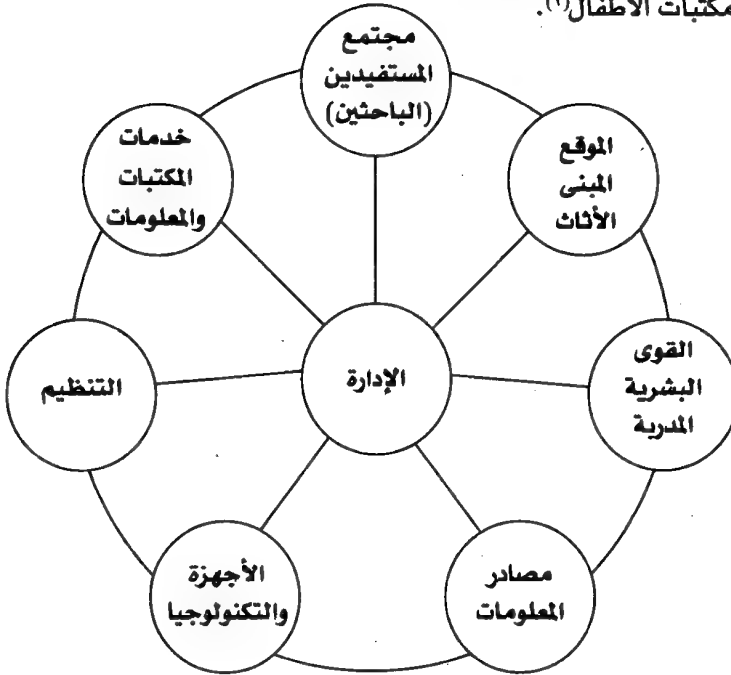 مكتبات الأطفال(١).
مجتمع
المستفيدين
(الباحثين)
الموقع
المبنى
الأثاث
خدمات
المكتبات
والمعلومات
القوى
البشرية
المدربة
الإدارة
التنظيم
مصادر
المعلومات
الأجهزة
والتكنولوجيا